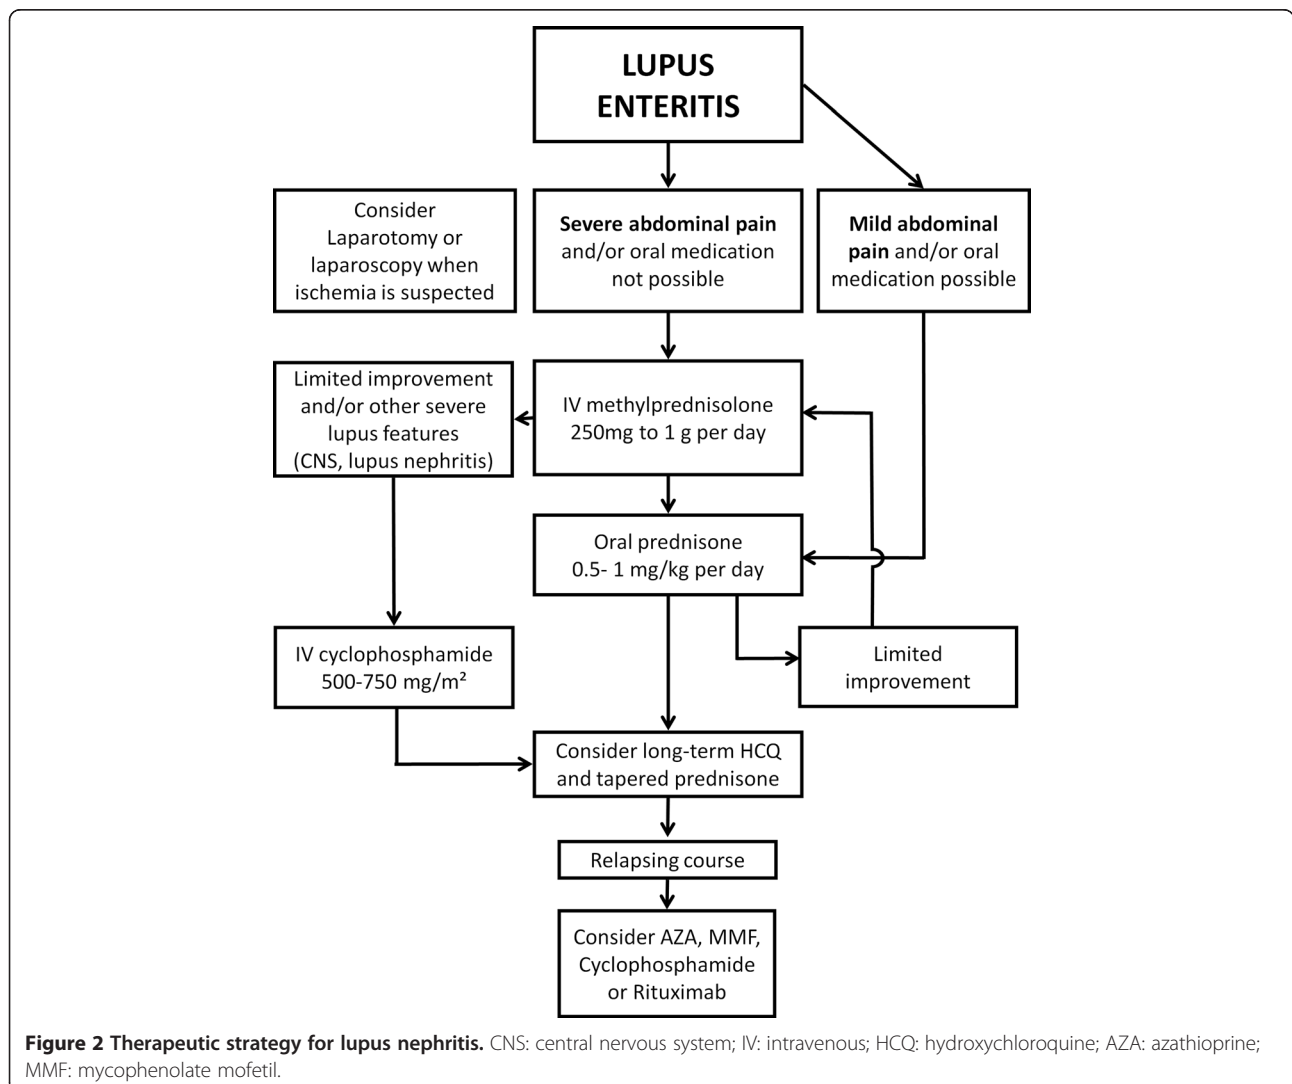 LUPUS
ENTERITIS
Consider
Laparotomy or
laparoscopy when
ischemia is suspected
Severe abdominal pain
and/or oral medication
not possible
Mild abdominal
pain and/or oral
medication possible
Limited improvement
and/or other severe
lupus features
(CNS, lupus nephritis)
IV methylprednisolone
250mg to 1 g per day
Oral prednisone
0.5- 1 mg/kg per day
IV cyclophosphamide
500-750 mg/m²
Limited
improvement
Consider long-term HCQ
and tapered prednisone
Relapsing course
Consider AZA, MMF,
Cyclophosphamide
or Rituximab
Figure 2 Therapeutic strategy for lupus nephritis. CNS: central nervous system; IV: intravenous; HCQ: hydroxychloroquine; AZA: azathioprine;
MMF: mycophenolate mofetil.